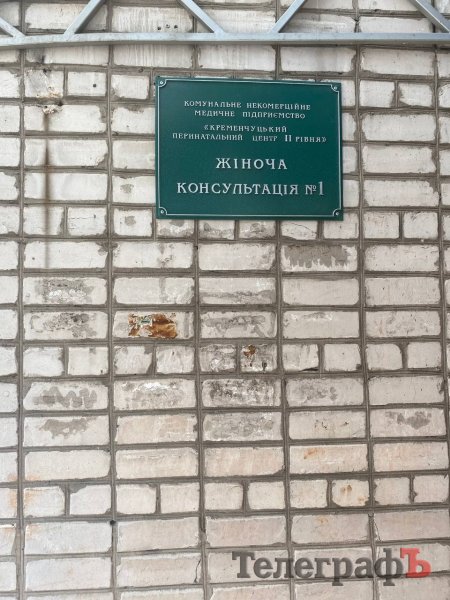 КОМУНАЛЬНЕ НЕКОМЕРЦІЙНЕ
МЕДИЧНЕ ПІДПРИЄМСТВО
«КРЕМЕНЧУЦЬКИЙ
ПЕРИНАТАЛЬНИЙ ЦЕНТР ІІ РІВНЯ»
ЖІНОЧА
КОНСУЛЬТАЦІЯ №1
ТелеграфЪ